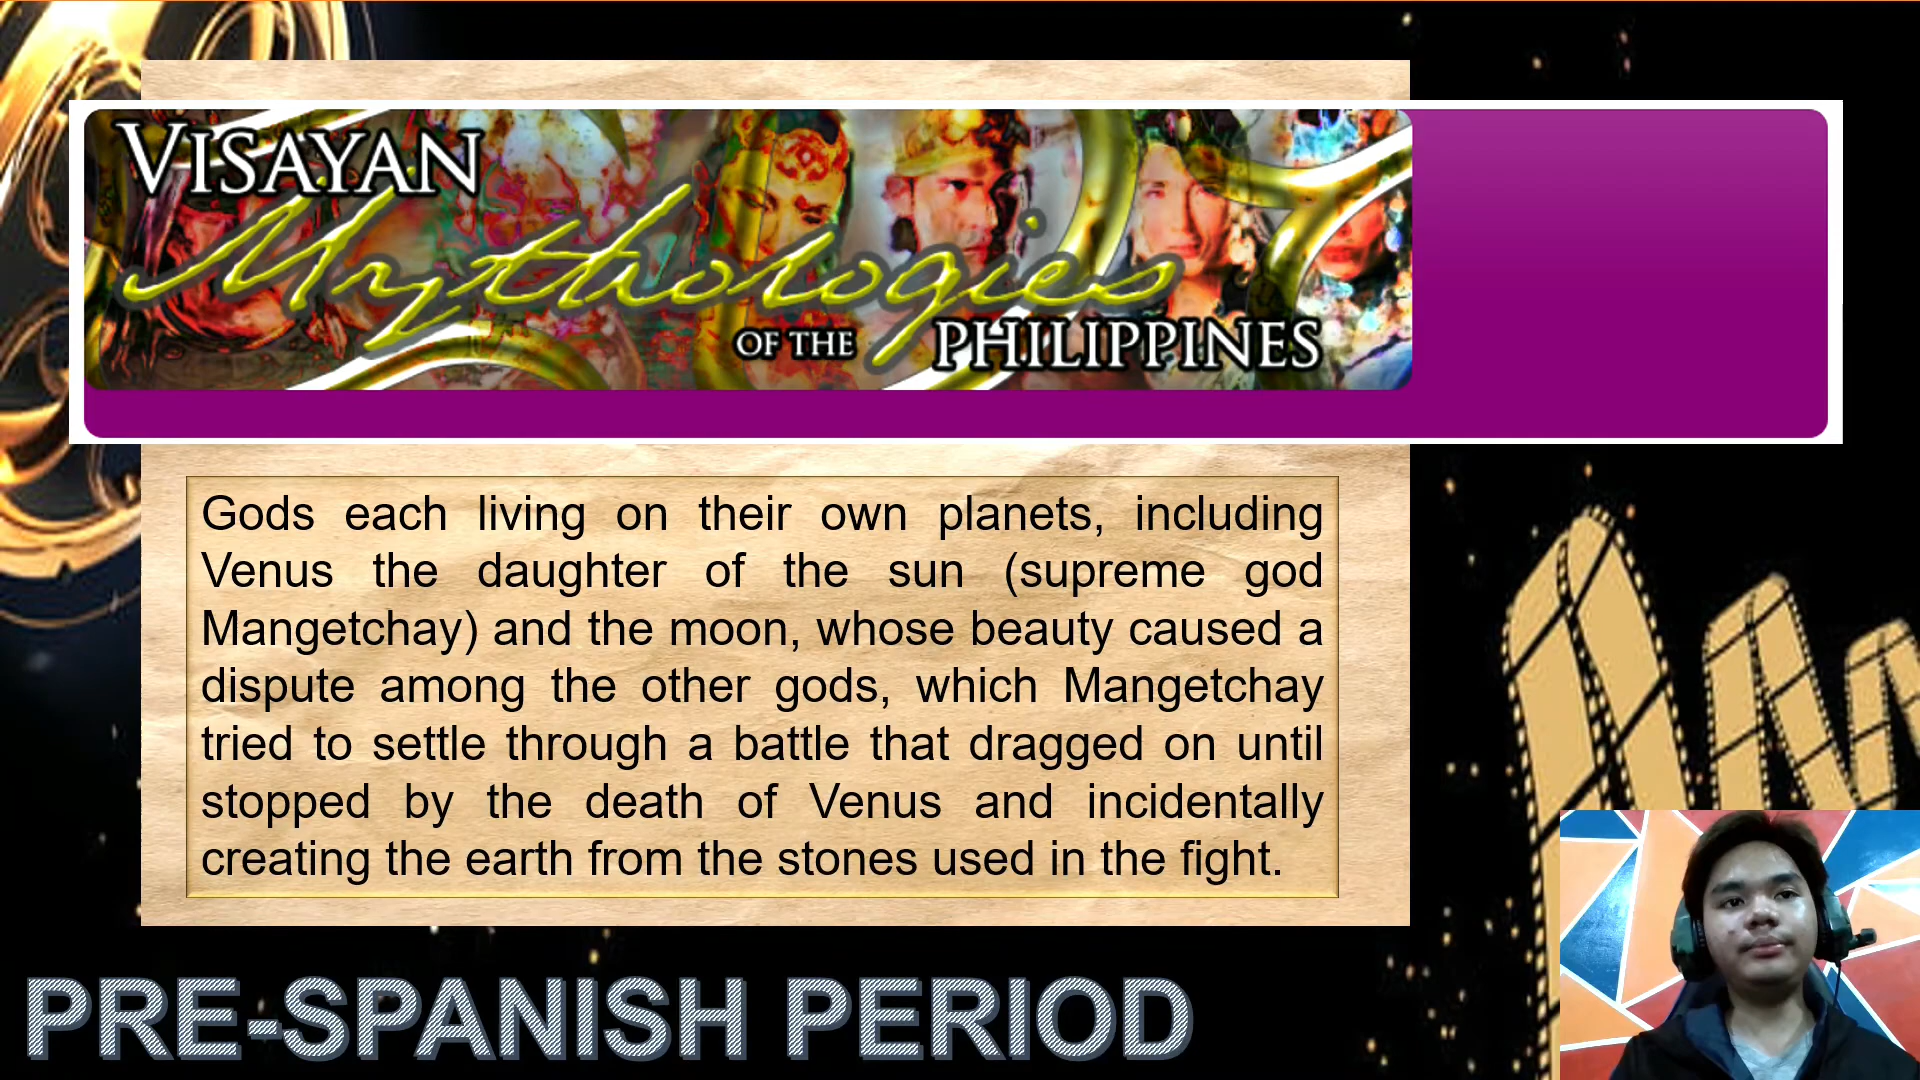 VISAYAN
Mythologies
OF THE PHILIPPINES
Gods each living on their own planets, including
Venus the daughter of the sun (supreme god
Mangetchay) and the moon, whose beauty caused a
dispute among the other gods, which Mangetchay
tried to settle through a battle that dragged on until
stopped by the death of Venus and incidentally
creating the earth from the stones used in the fight.
PRE-SPANISH PERIOD